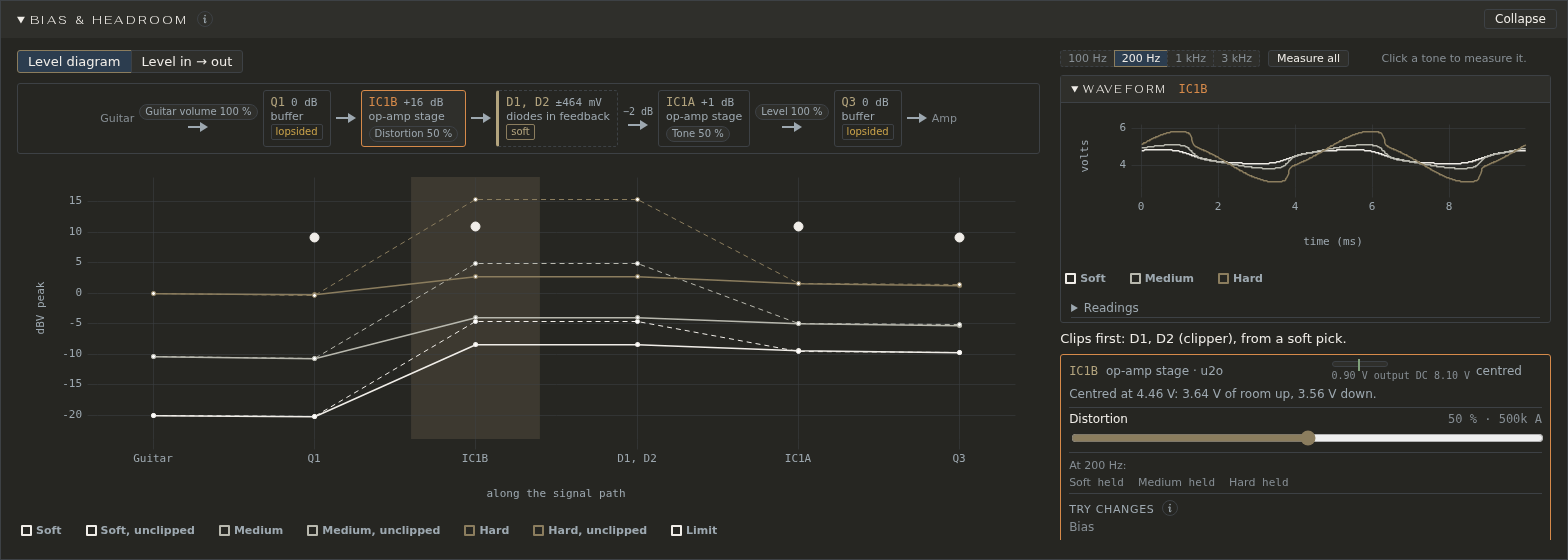 ▼ BIAS & HEADROOM i
Collapse
Level diagram Level in → out
Guitar
Guitar volume 100 %
Q1 0 dB
buffer
lopsided
IC1B +16 dB
op-amp stage
Distortion 50 %
D1, D2 ±464 mV
diodes in feedback
soft
−2 dB
IC1A +1 dB
op-amp stage
Tone 50 %
Level 100 %
Q3 0 dB
buffer
lopsided
Amp
dBV peak
15
10
5
0
-5
-10
-15
-20
Guitar Q1 IC1B D1, D2 IC1A Q3
along the signal path
Soft Soft, unclipped Medium Medium, unclipped Hard Hard, unclipped Limit
100 Hz 200 Hz 1 kHz 3 kHz Measure all Click a tone to measure it.
▼ WAVEFORM IC1B
volts
6
4
0 2 4 6 8
time (ms)
Soft Medium Hard
▶ Readings
Clips first: D1, D2 (clipper), from a soft pick.
IC1B op-amp stage · u2o
0.90 V output DC 8.10 V centred
Centred at 4.46 V: 3.64 V of room up, 3.56 V down.
Distortion 50 % · 500k A
At 200 Hz:
Soft held Medium held Hard held
TRY CHANGES i
Bias